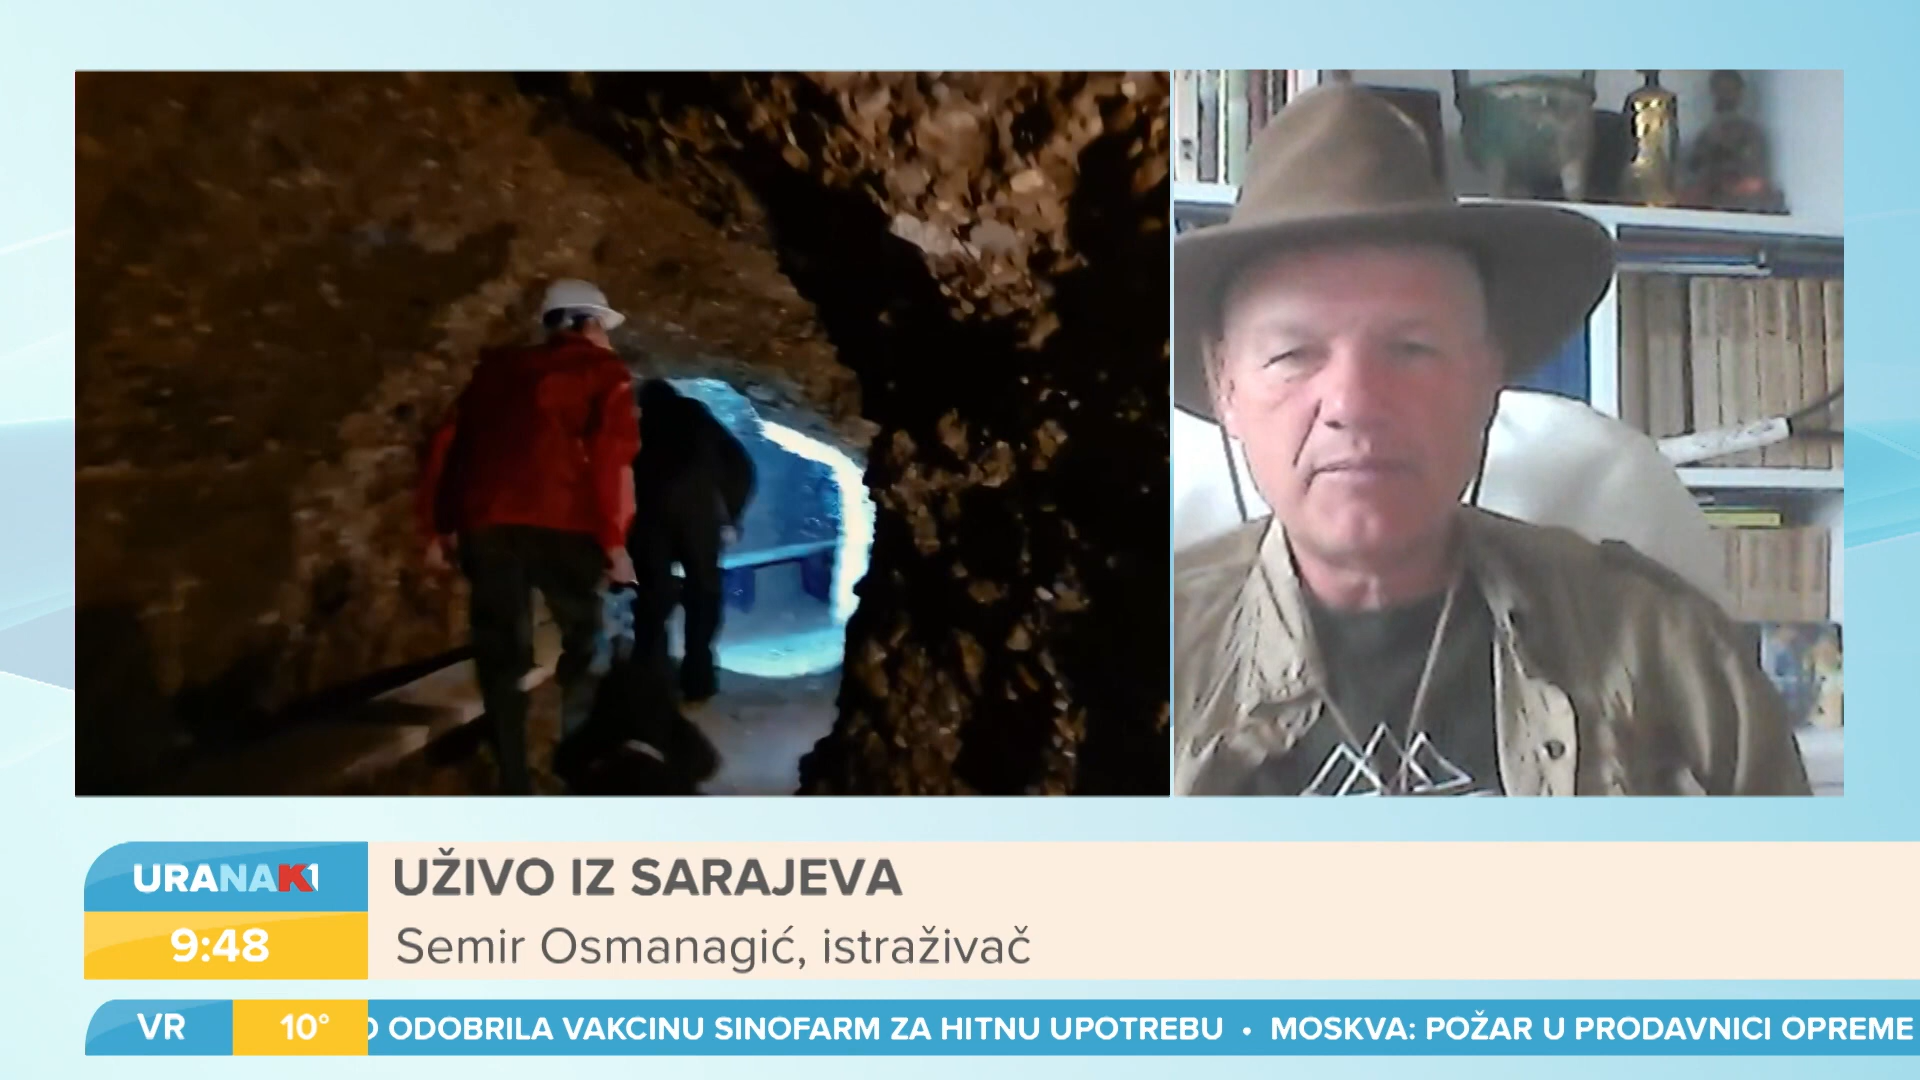 URANAK1
UŽIVO IZ SARAJEVA
9:48
Semir Osmanagić, istraživač
VR
10°
ODOBRILA VAKCINU SINOFARM ZA HITNU UPOTREBU • MOSKVA: POŽAR U PRODAVNICI OPREME